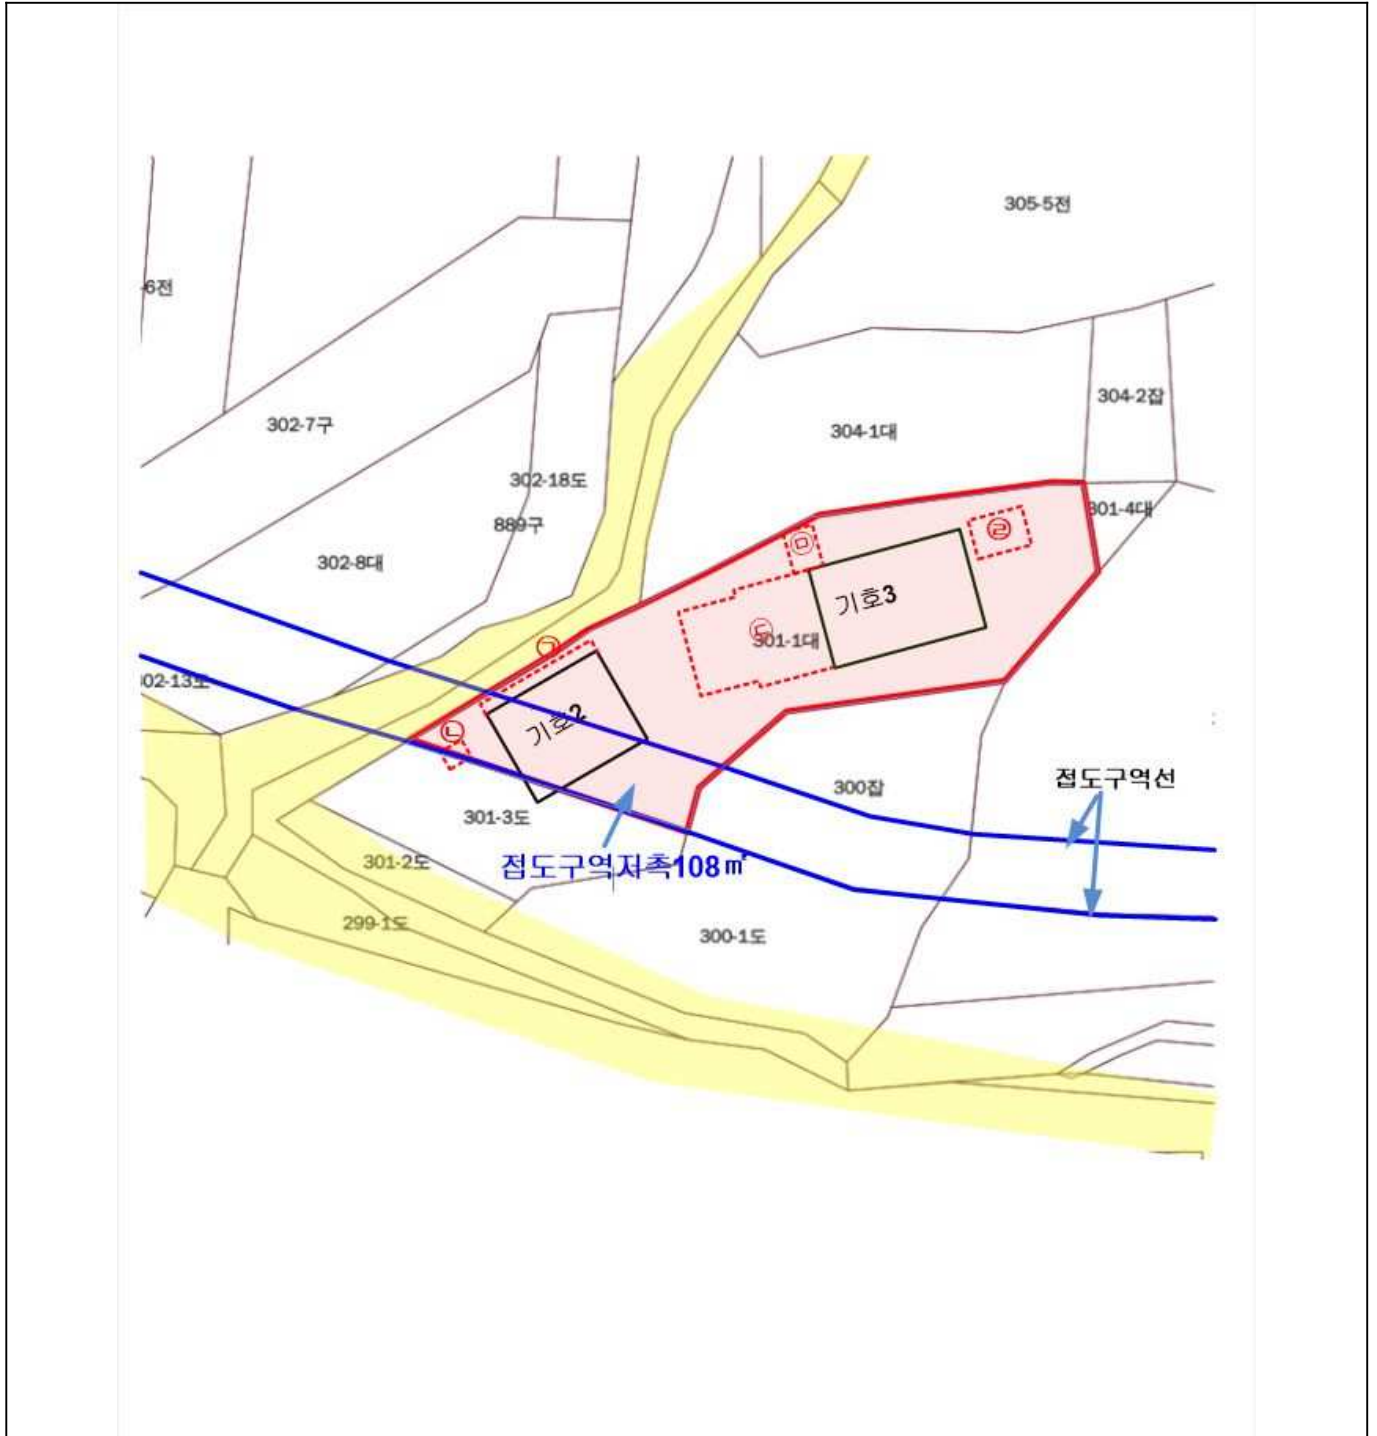 305-5전
6전
304-2잡
302-7구
304-1대
302-18도
301-4대
889구
㉣
㉤
302-8대
기호3
㉢
301-1대
㉠
02-13도
기호2
㉡
접도구역선
300잡
301-3도
301-2도
접도구역저촉108㎡
299-1도
300-1도